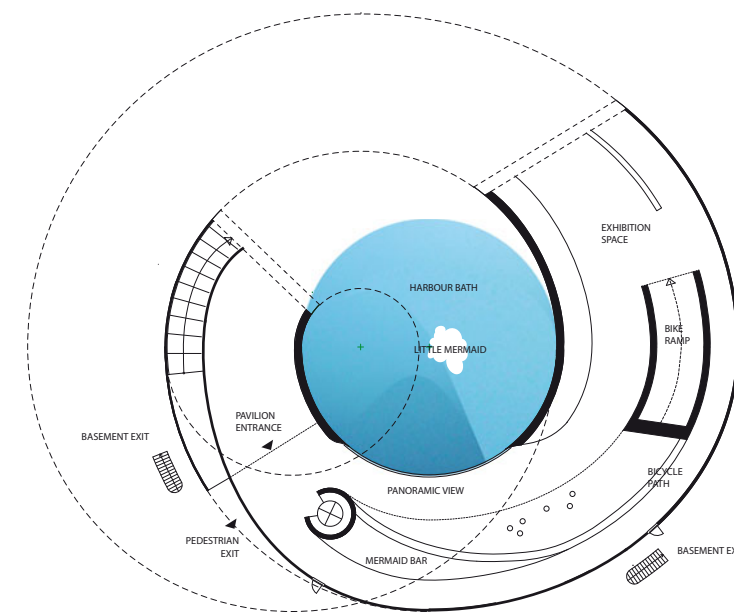 EXHIBITION
SPACE
HARBOUR BATH
BIKE
RAMP
LITTLE MERMAID
PAVILION
ENTRANCE
BASEMENT EXIT
BICYCLE
PATH
PANORAMIC VIEW
PEDESTRIAN
EXIT
BASEMENT EX
MERMAID BAR